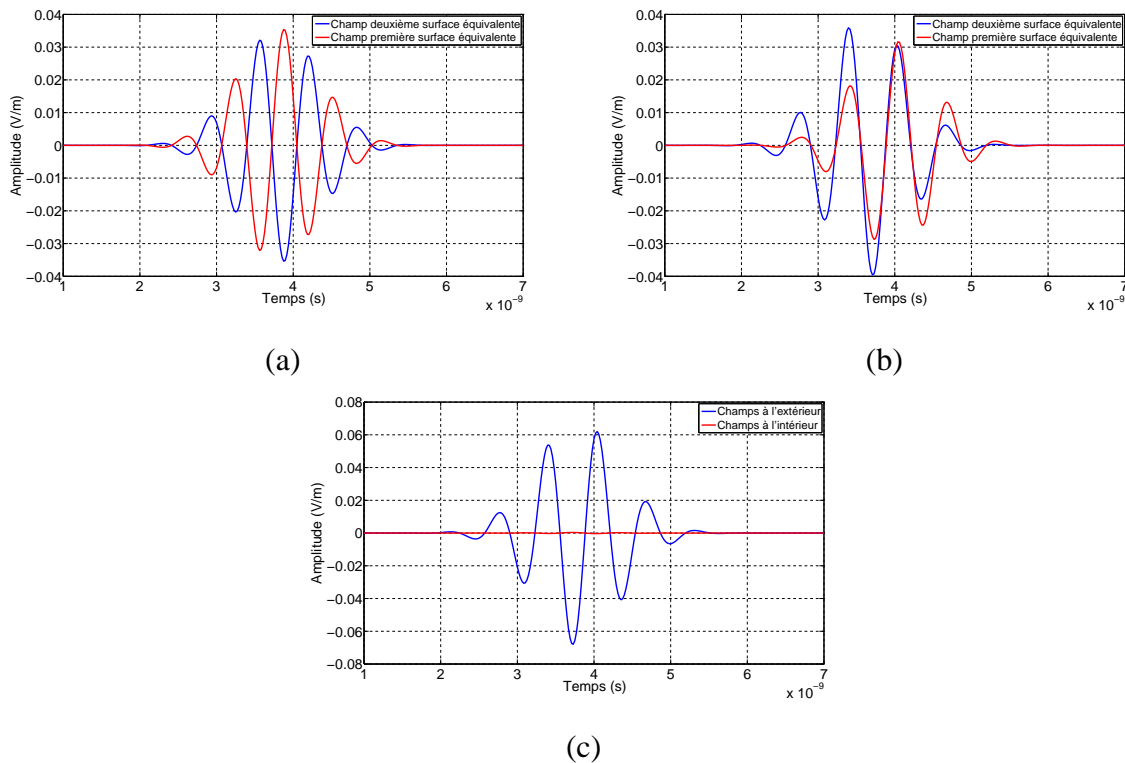 Champ deuxième surface équivalente
Champ première surface équivalente
0.04
0.03
0.02
0.01
0
−0.01
−0.02
−0.03
−0.04
Amplitude (V/m)
1 2 3 4 5 6 7
Temps (s)
x 10⁻⁹
(a)
Champ deuxième surface équivalente
Champ première surface équivalente
0.04
0.03
0.02
0.01
0
−0.01
−0.02
−0.03
−0.04
Amplitude (V/m)
1 2 3 4 5 6 7
Temps (s)
x 10⁻⁹
(b)
Champs à l'extérieur
Champs à l'intérieur
0.08
0.06
0.04
0.02
0
−0.02
−0.04
−0.06
−0.08
Amplitude (V/m)
1 2 3 4 5 6 7
Temps (s)
x 10⁻⁹
(c)